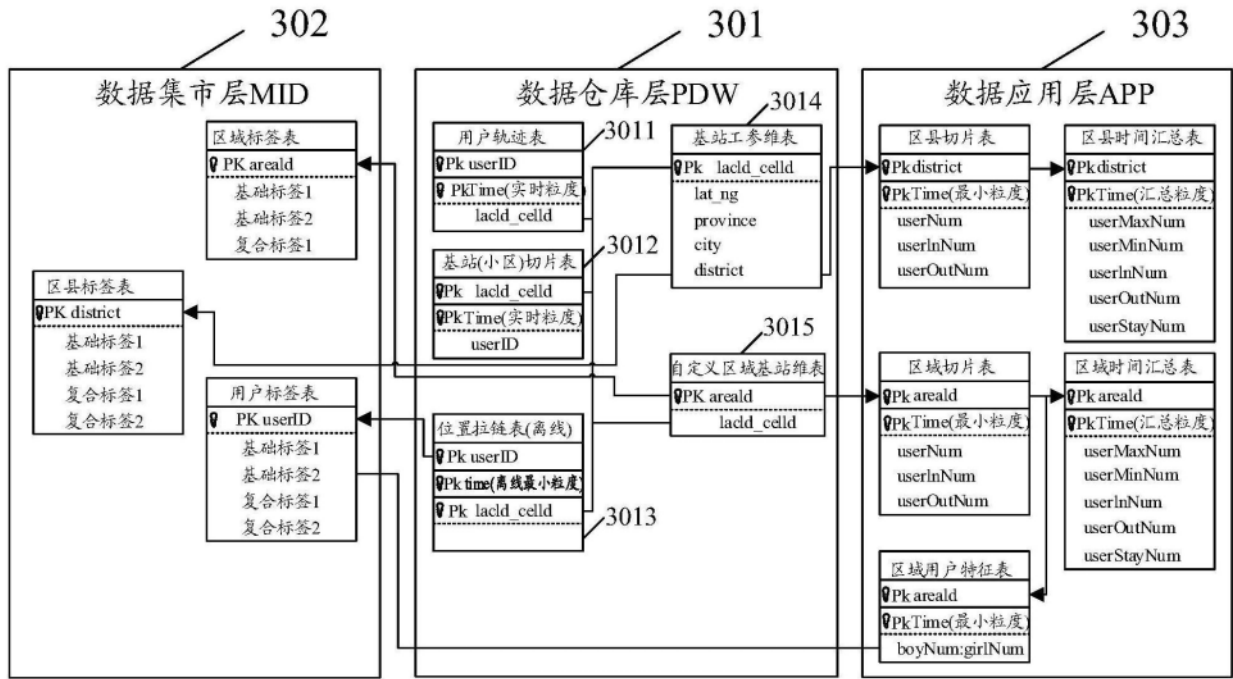 302
301
303
数据集市层MID
区域标签表
PK areaId
基础标签1
基础标签2
复合标签1
区县标签表
PK district
基础标签1
基础标签2
复合标签1
复合标签2
用户标签表
PK userID
基础标签1
基础标签2
复合标签1
复合标签2
数据仓库层PDW
3011
用户轨迹表
Pk userID
PkTime(实时粒度)
lacId_cellId
3012
基站(小区)切片表
Pk lacId_cellId
PkTime(实时粒度)
userID
位置拉链表(离线)
Pk userID
Pk time(离线最小粒度)
Pk lacId_cellId
3013
3014
基站工参维表
Pk lacId_cellId
lat_ng
province
city
district
3015
自定义区域基站维表
PK areaId
lacId_cellId
数据应用层APP
区县切片表
Pkdistrict
PkTime(最小粒度)
userNum
userInNum
userOutNum
区县时间汇总表
Pkdistrict
PkTime(汇总粒度)
userMaxNum
userMinNum
userInNum
userOutNum
userStayNum
区域切片表
Pk areaId
PkTime(最小粒度)
userNum
userInNum
userOutNum
区域时间汇总表
Pk areaId
PkTime(汇总粒度)
userMaxNum
userMinNum
userInNum
userOutNum
userStayNum
区域用户特征表
Pk areaId
PkTime(最小粒度)
boyNum:girlNum